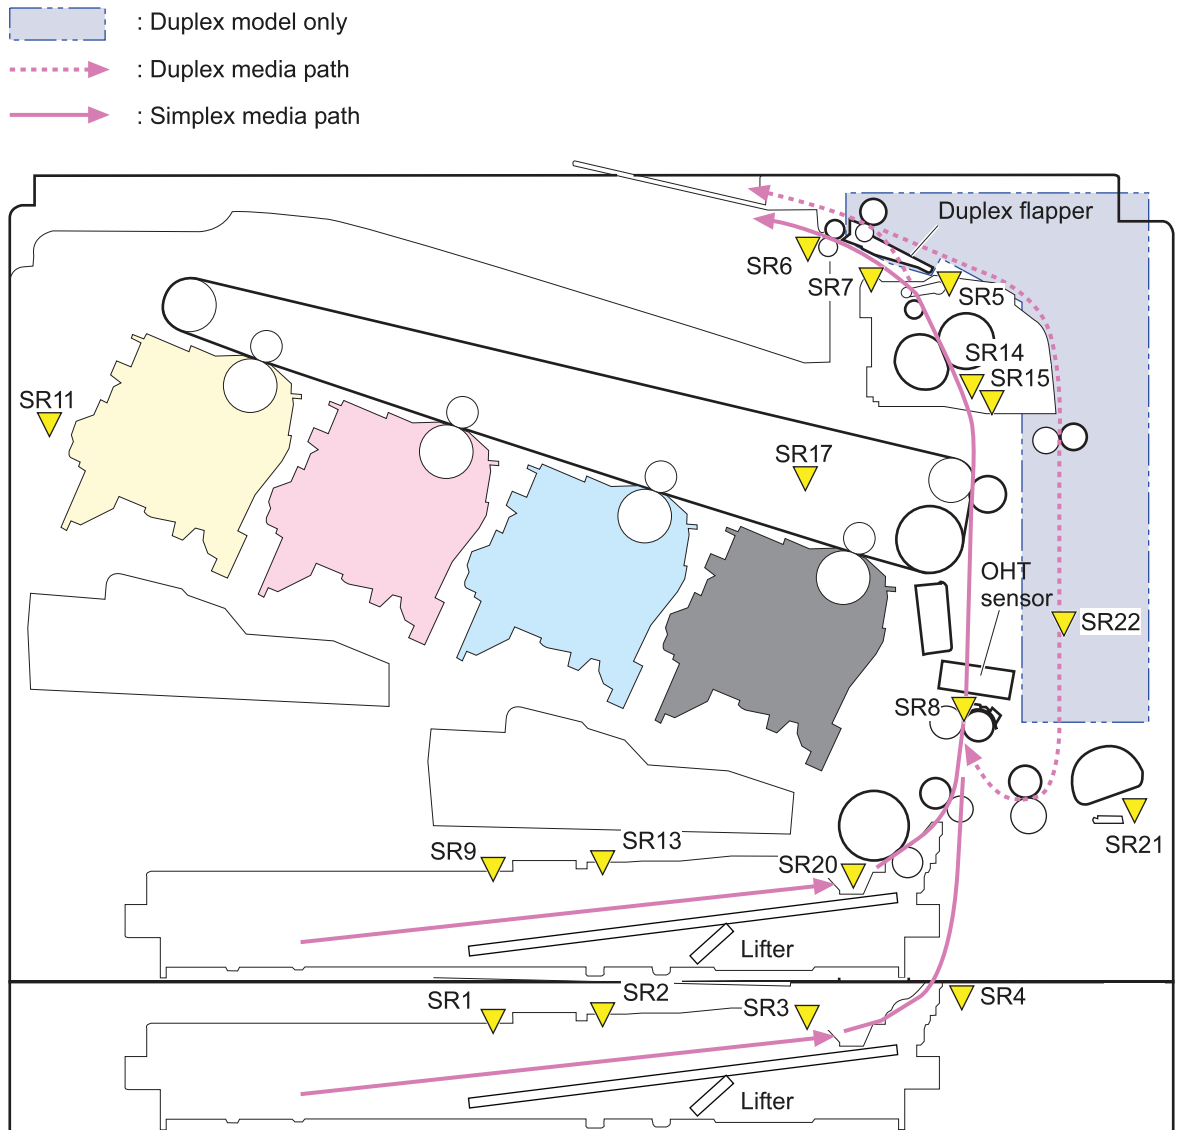 : Duplex model only
: Duplex media path
: Simplex media path
Duplex flapper
SR6
SR7
SR5
SR14
SR15
SR11
SR17
OHT
sensor
SR22
SR8
SR21
SR9
SR13
SR20
Lifter
SR1
SR2
SR3
SR4
Lifter